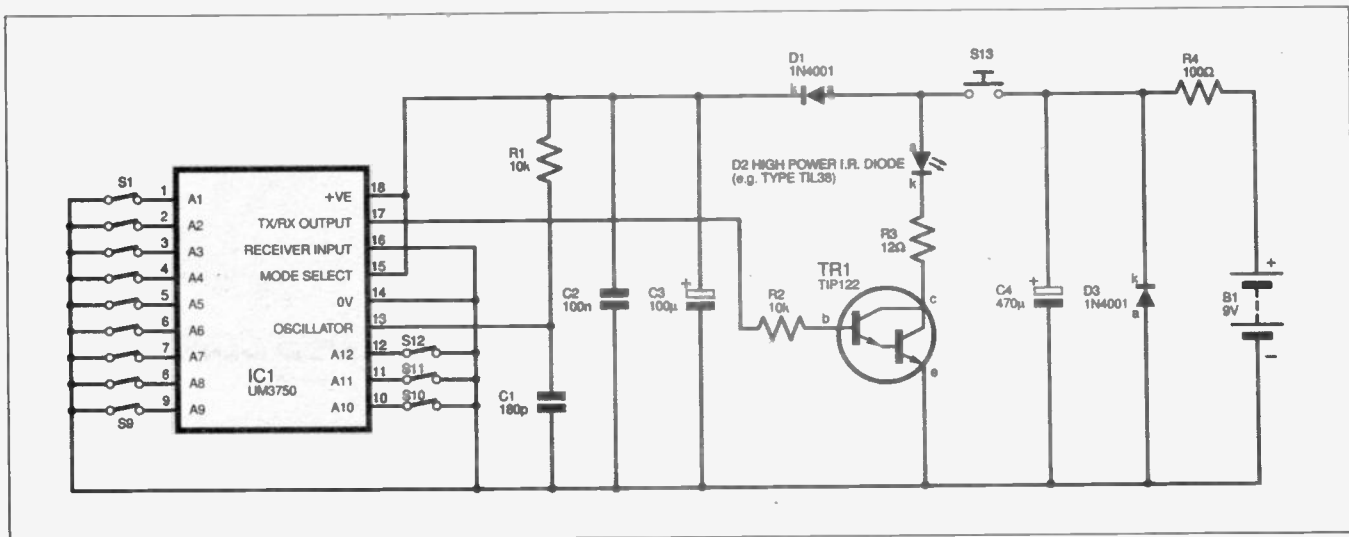 D1
1N4001
k
a
S13
R4
100Ω
R1
10k
a
D2 HIGH POWER I.R. DIODE
(e.g. TYPE TIL38)
k
S1
1
A1
+VE
18
2
A2
TX/RX OUTPUT
17
3
A3
RECEIVER INPUT
16
4
A4
MODE SELECT
15
5
A5
0V
14
6
A6
OSCILLATOR
13
7
A7
A12
12
S12
6
A8
A11
11
S11
9
A9
A10
10
S10
S9
IC1
UM3750
C1
180p
C2
100n
+
C3
100µ
R2
10k
TR1
TIP122
b
c
e
R3
12Ω
+
C4
470µ
k
D3
1N4001
a
+
B1
9V
−